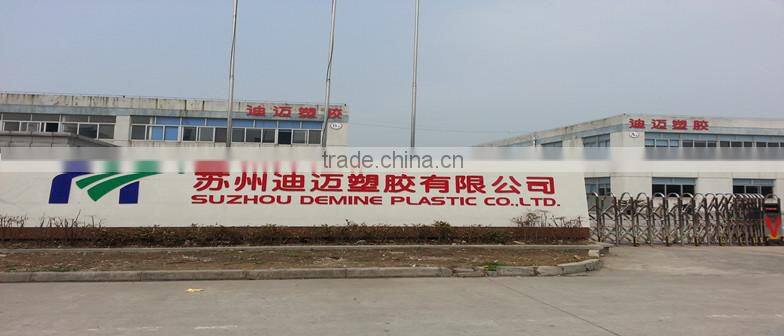 迪迈塑胶
迪迈塑胶
trade.china.cn
苏州迪迈塑胶有限公司
SUZHOU DEMINE PLASTIC CO.,LTD.